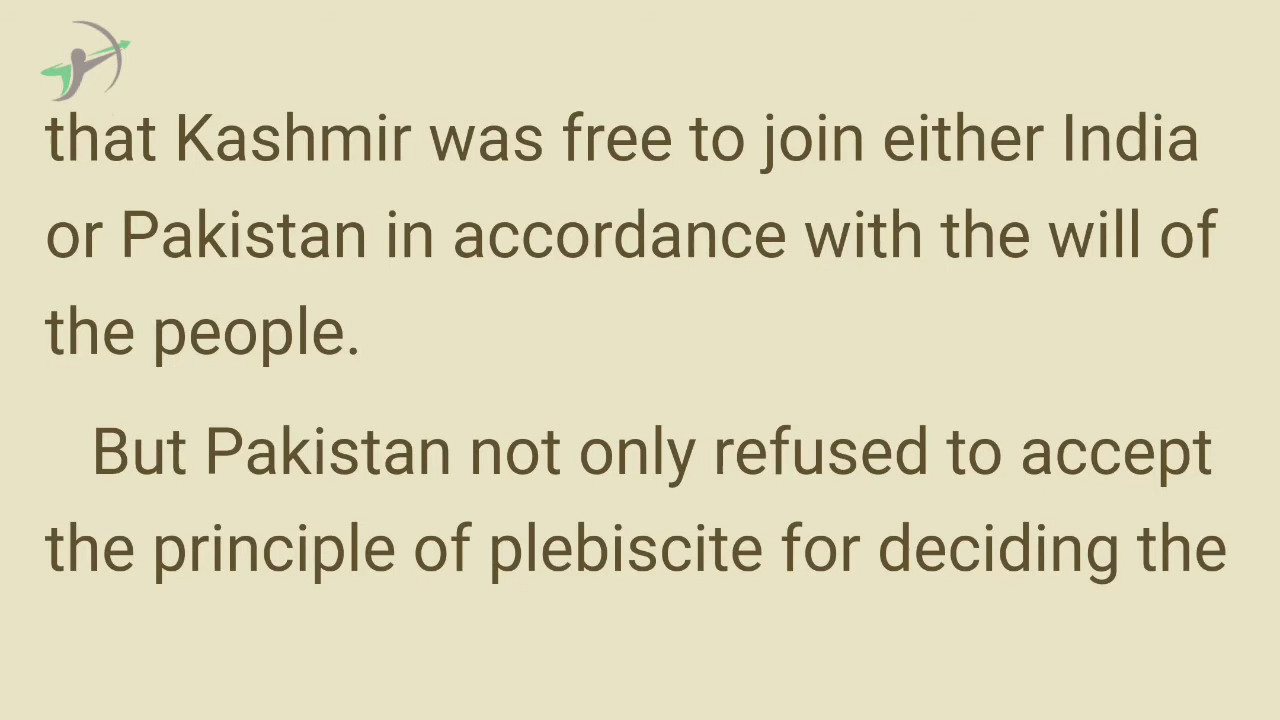 that Kashmir was free to join either India
or Pakistan in accordance with the will of
the people.
But Pakistan not only refused to accept
the principle of plebiscite for deciding the